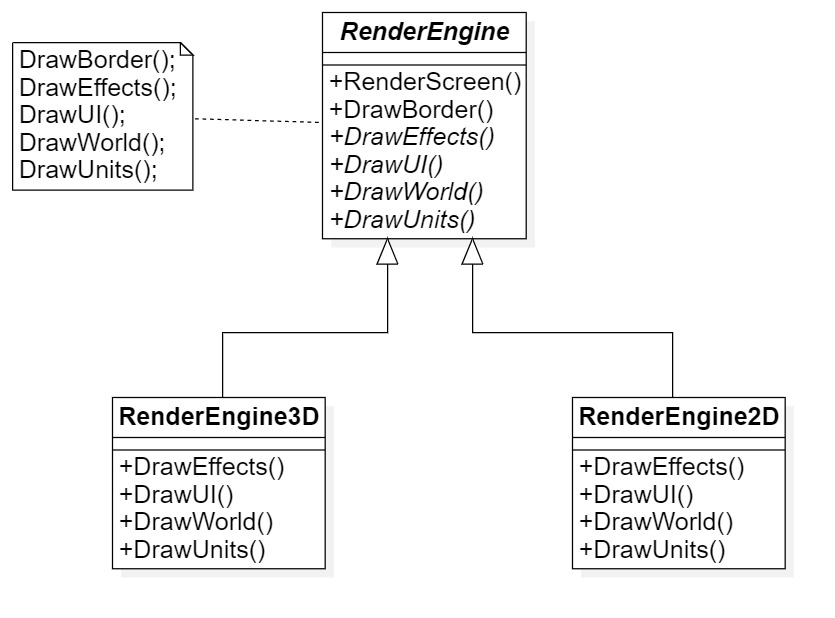 DrawBorder();
DrawEffects();
DrawUI();
DrawWorld();
DrawUnits();
RenderEngine
+RenderScreen()
+DrawBorder()
+DrawEffects()
+DrawUI()
+DrawWorld()
+DrawUnits()
RenderEngine3D
+DrawEffects()
+DrawUI()
+DrawWorld()
+DrawUnits()
RenderEngine2D
+DrawEffects()
+DrawUI()
+DrawWorld()
+DrawUnits()